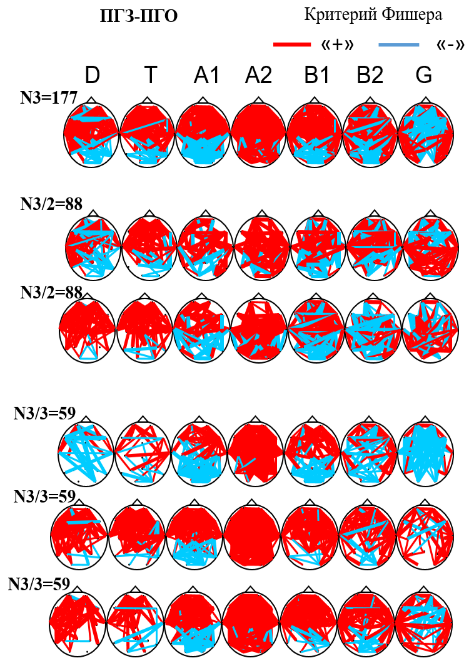 ПГЗ-ПГО
Критерий Фишера
«+» «-»
D T A1 A2 B1 B2 G
N3=177
N3/2=88
N3/2=88
N3/3=59
N3/3=59
N3/3=59